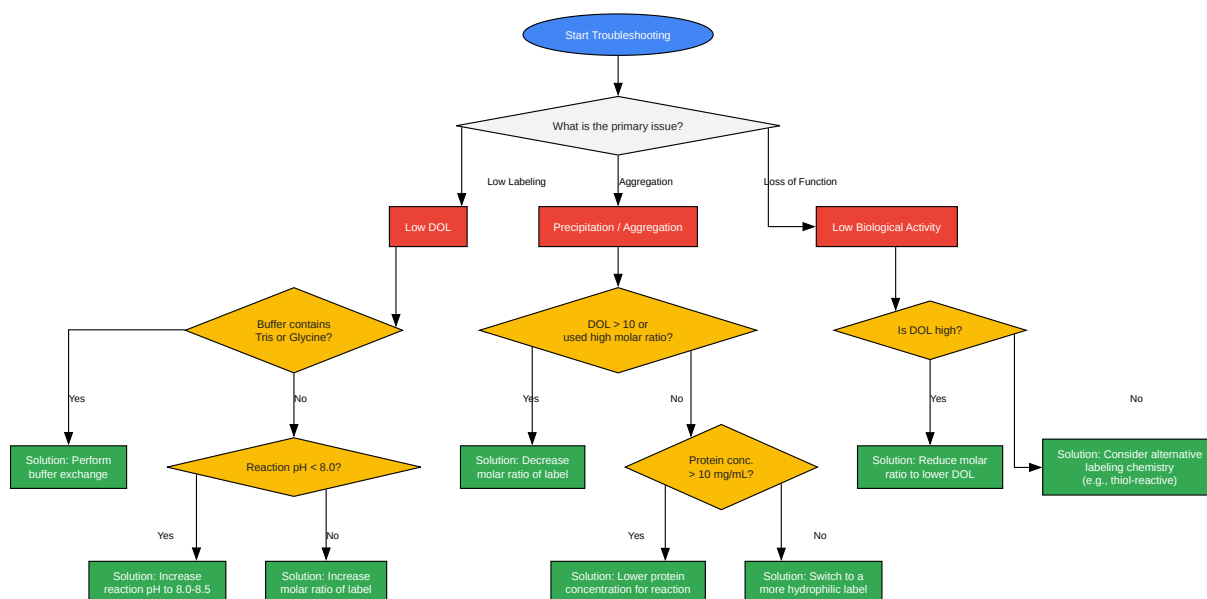 Start Troubleshooting
What is the primary issue?
Low Labeling
Aggregation
Loss of Function
Low DOL
Precipitation / Aggregation
Low Biological Activity
Buffer contains
Tris or Glycine?
DOL > 10 or
used high molar ratio?
Is DOL high?
Yes
No
Yes
No
Yes
No
Solution: Perform
buffer exchange
Reaction pH < 8.0?
Solution: Decrease
molar ratio of label
Protein conc.
> 10 mg/mL?
Solution: Reduce molar
ratio to lower DOL
Solution: Consider alternative
labeling chemistry
(e.g., thiol-reactive)
Yes
No
Yes
No
Solution: Increase
reaction pH to 8.0-8.5
Solution: Increase
molar ratio of label
Solution: Lower protein
concentration for reaction
Solution: Switch to a
more hydrophilic label